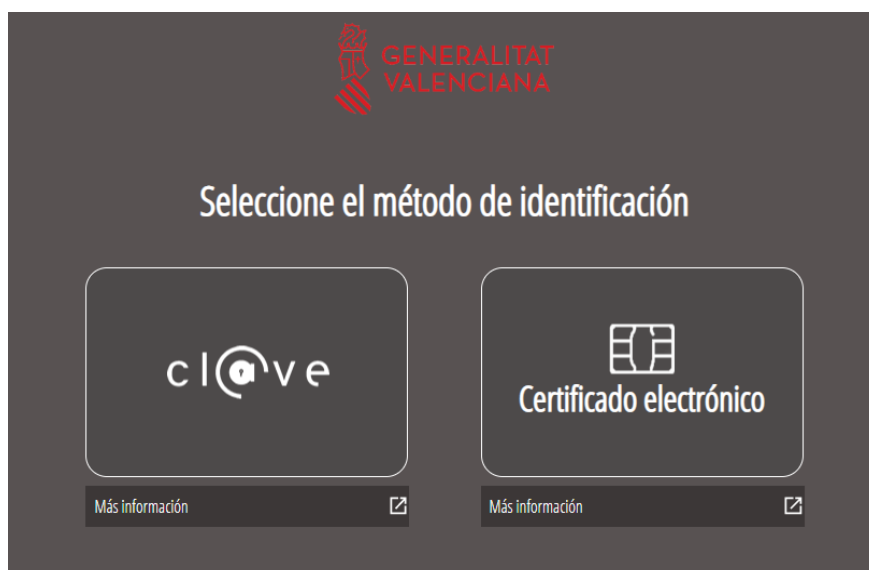 GENERALITAT
VALENCIANA
Seleccione el método de identificación
cl@ve
Certificado electrónico
Más información
Más información